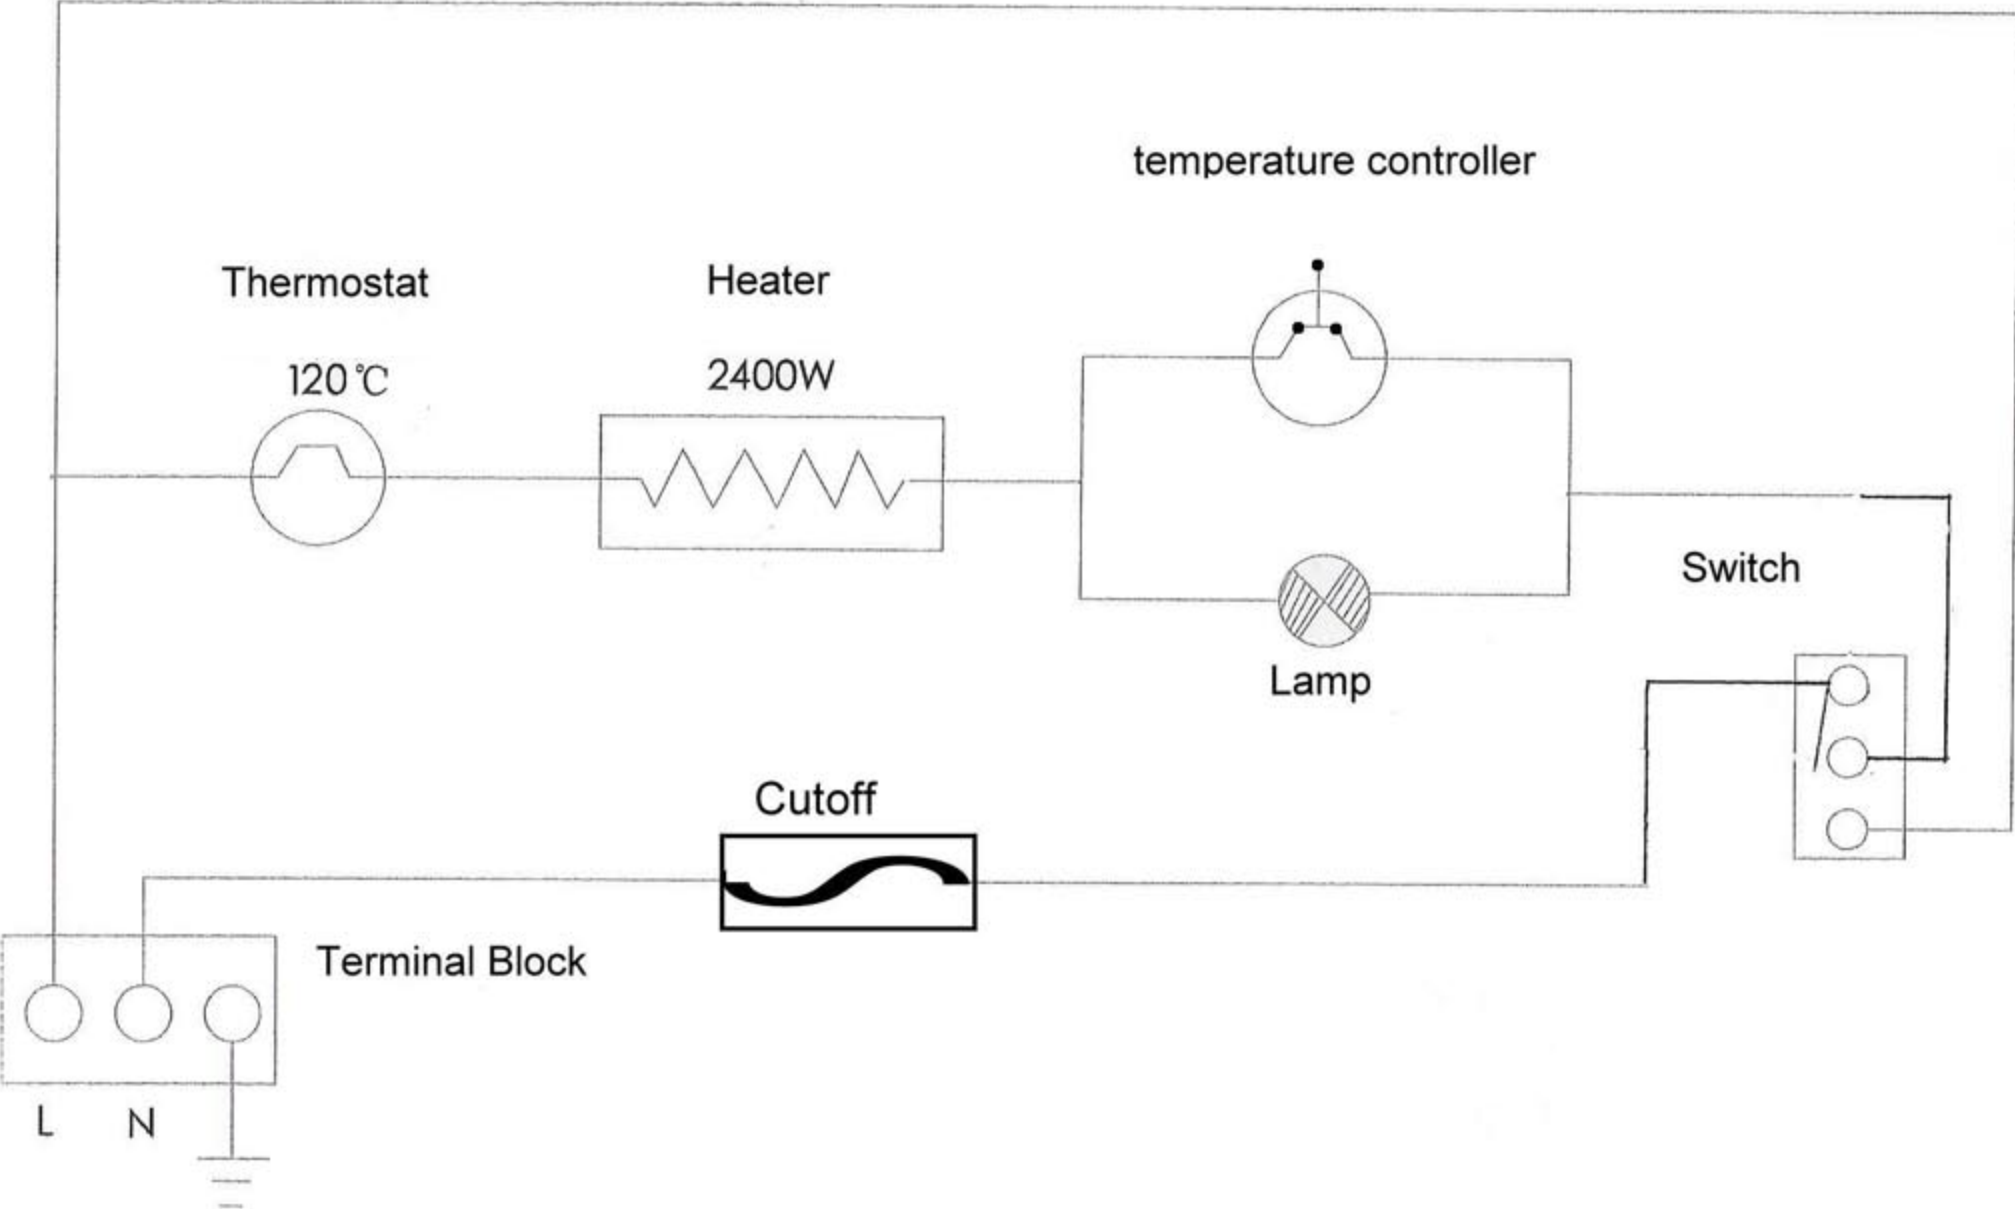 temperature controller
Thermostat
Heater
120℃
2400W
Switch
Lamp
Cutoff
Terminal Block
L
N